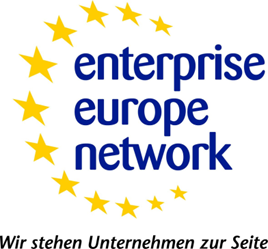 enterprise
europe
network
Wir stehen Unternehmen zur Seite